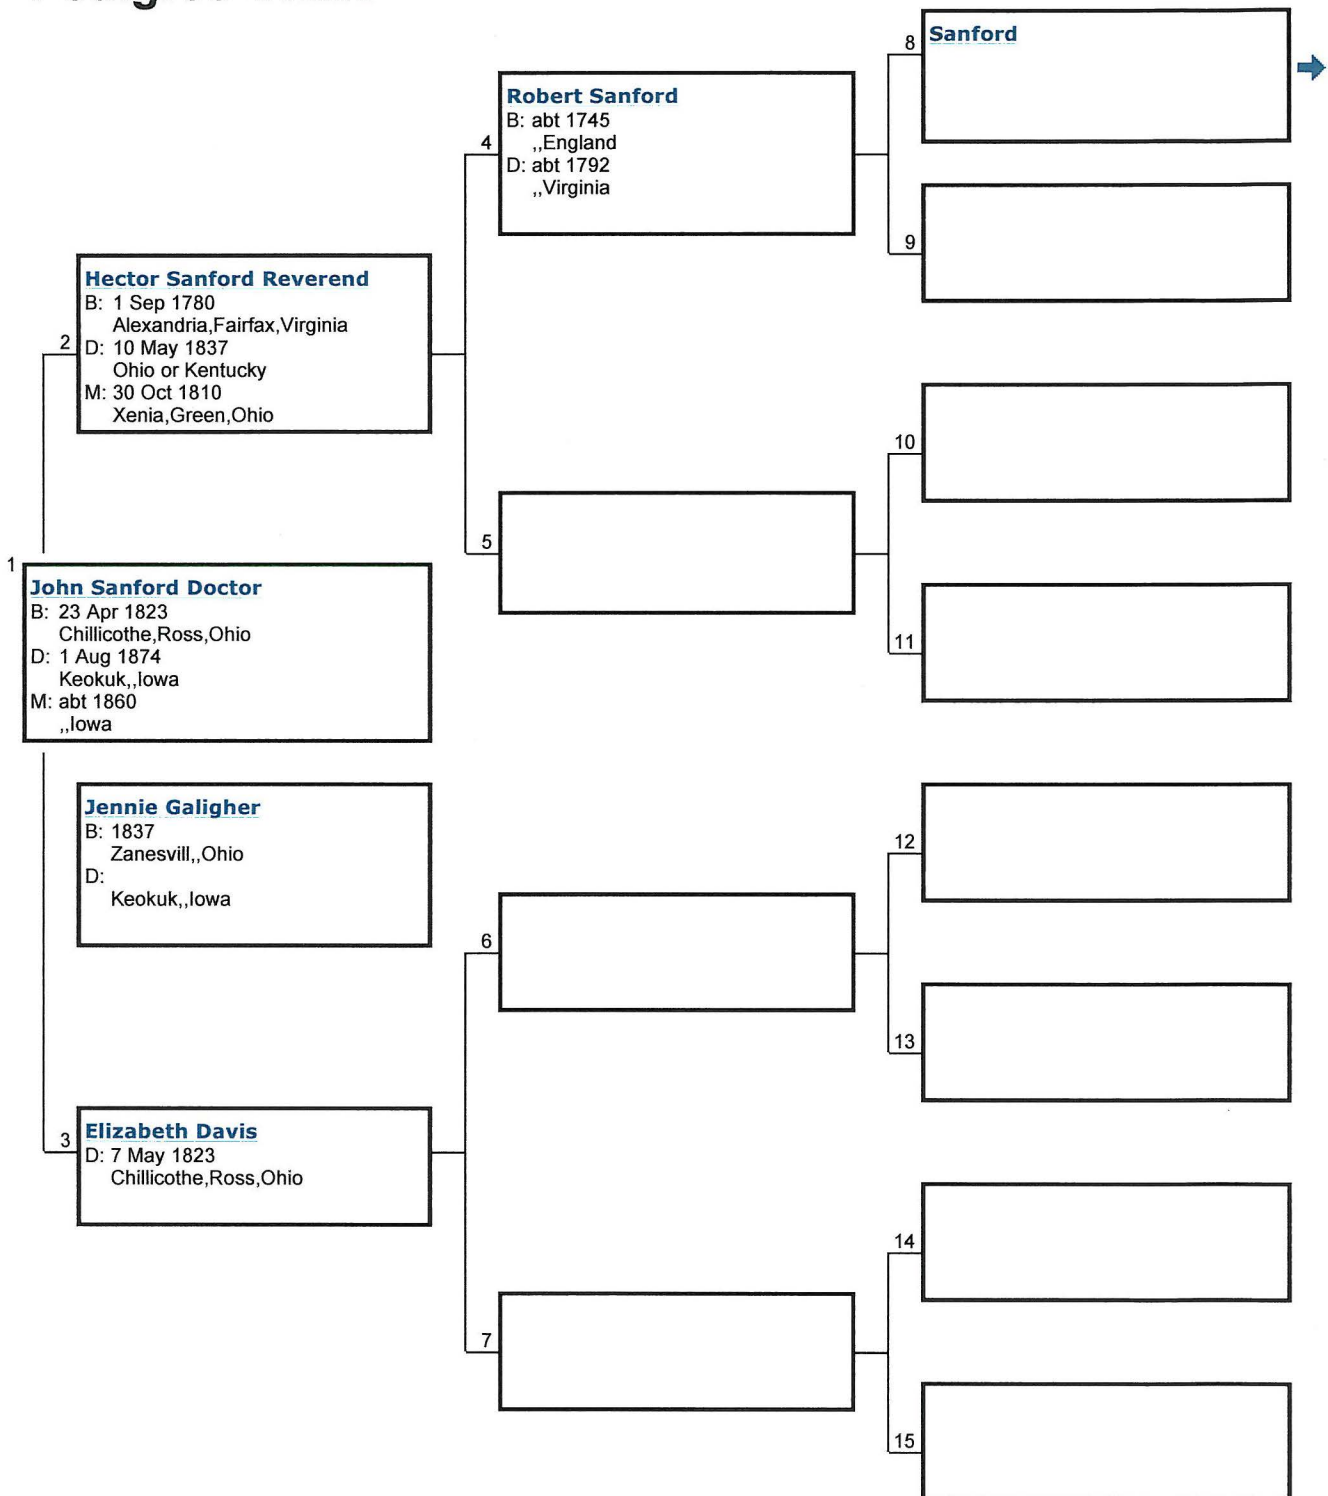 8
Sanford
Robert Sanford
B: abt 1745
,,England
4
D: abt 1792
,,Virginia
9
Hector Sanford Reverend
B: 1 Sep 1780
Alexandria,Fairfax,Virginia
2
D: 10 May 1837
Ohio or Kentucky
M: 30 Oct 1810
Xenia,Green,Ohio
10
5
1
John Sanford Doctor
B: 23 Apr 1823
Chillicothe,Ross,Ohio
D: 1 Aug 1874
Keokuk,,Iowa
M: abt 1860
,,Iowa
11
Jennie Galigher
B: 1837
Zanesvill,,Ohio
D:
Keokuk,,Iowa
12
6
13
3
Elizabeth Davis
D: 7 May 1823
Chillicothe,Ross,Ohio
14
7
15